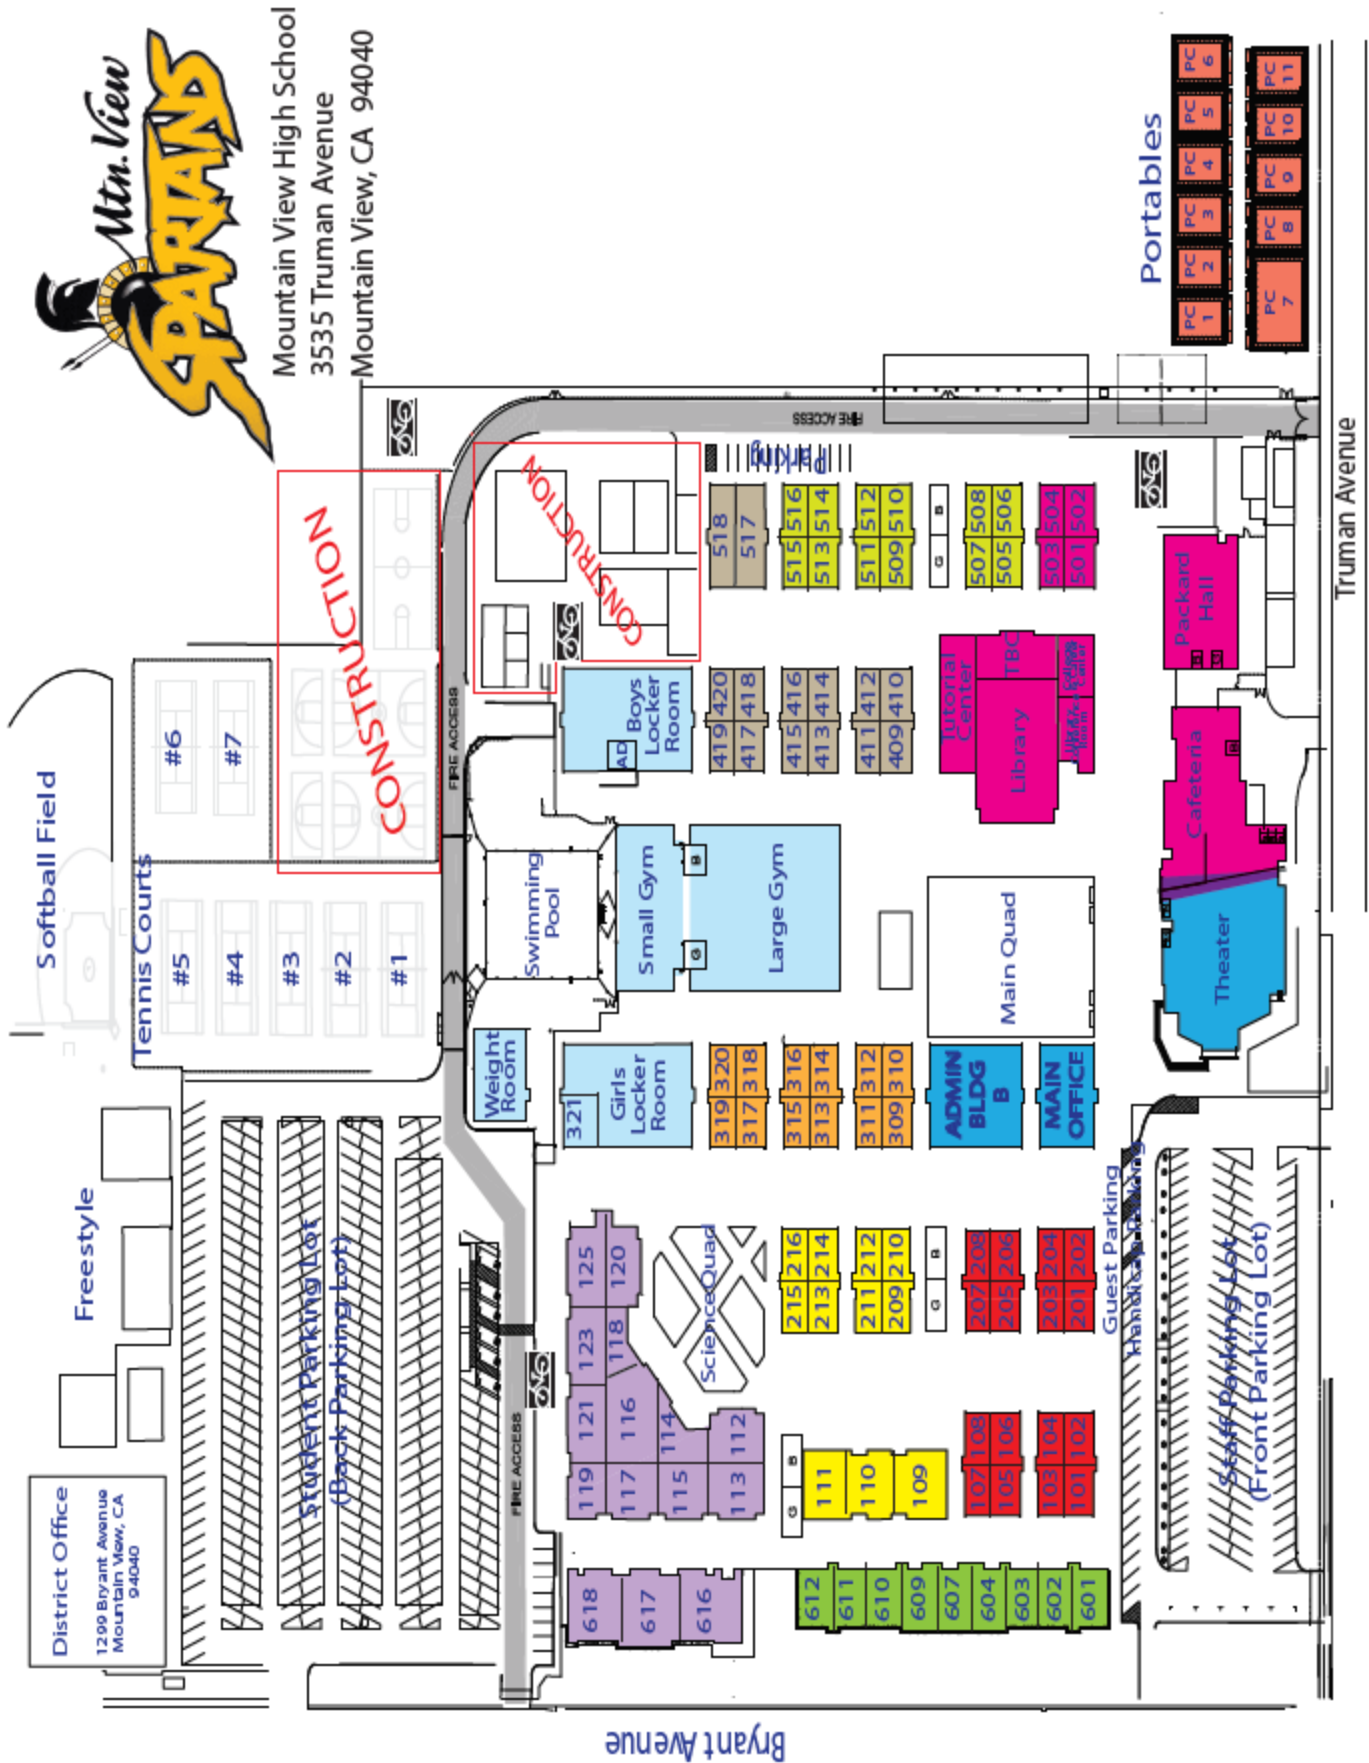 Mtn. View
SPARTANS
Mountain View High School
3535 Truman Avenue
Mountain View, CA 94040
District Office
1299 Bryant Avenue
Mountain View, CA
94040
Freestyle
Softball Field
Tennis Courts
#5
#4
#3
#2
#1
#6
#7
CONSTRUCTION
Student Parking Lot
(Back Parking Lot)
FIRE ACCESS
FIRE ACCESS
FIRE ACCESS
CONSTRUCTION
Bryant Avenue
618
617
616
612
611
610
609
607
604
603
602
601
119 121 123 125
117 116 118 120
115 114
113 112
Science Quad
G B
111
110
109
107 108
105 106
103 104
101 102
215 216
213 214
211 212
209 210
G B
207 208
205 206
203 204
201 202
Weight
Room
321
Girls
Locker
Room
319 320
317 318
315 316
313 314
311 312
309 310
ADMIN
BLDG
B
MAIN
OFFICE
Swimming
Pool
Small Gym
G B
Large Gym
Main Quad
AD
Boys
Locker
Room
419 420
417 418
415 416
413 414
411 412
409 410
Tutorial
Center
Library
TBC
College
Center
518
517
515 516
513 514
511 512
509 510
G B
507 508
505 506
503 504
501 502
Parking
Theater
Cafeteria
Packard
Hall
Guest Parking
Handicap Parking
Staff Parking Lot
(Front Parking Lot)
Portables
PC 1
PC 2
PC 3
PC 4
PC 5
PC 6
PC 7
PC 8
PC 9
PC 10
PC 11
Truman Avenue